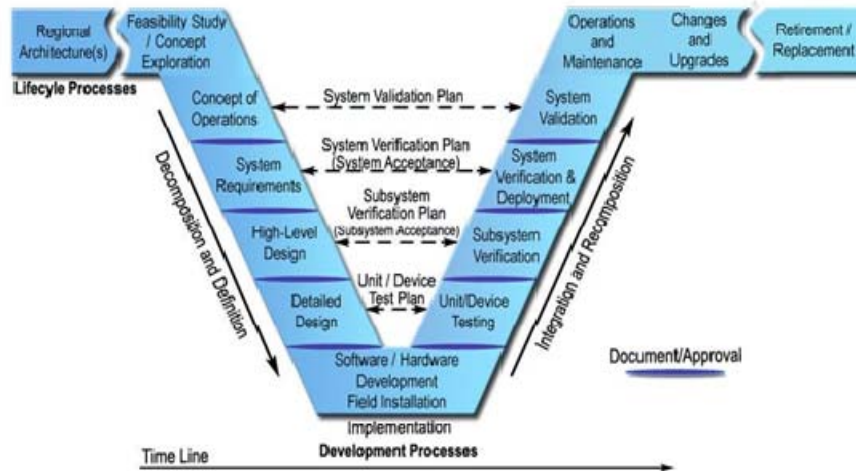 Regional
Architecture(s)
Feasibility Study
/ Concept
Exploration
Operations
and
Maintenance
Changes
and
Upgrades
Retirement /
Replacement
Lifecyle Processes
Concept of
Operations
System Validation Plan
System
Validation
System
Requirements
System Verification Plan
(System Acceptance)
System
Verification &
Deployment
High-Level
Design
Subsystem
Verification Plan
(Subsystem Acceptance)
Subsystem
Verification
Detailed
Design
Unit / Device
Test Plan
Unit/Device
Testing
Decomposition and Definition
Integration and Recomposition
Software / Hardware
Development
Field Installation
Implementation
Development Processes
Document/Approval
Time Line